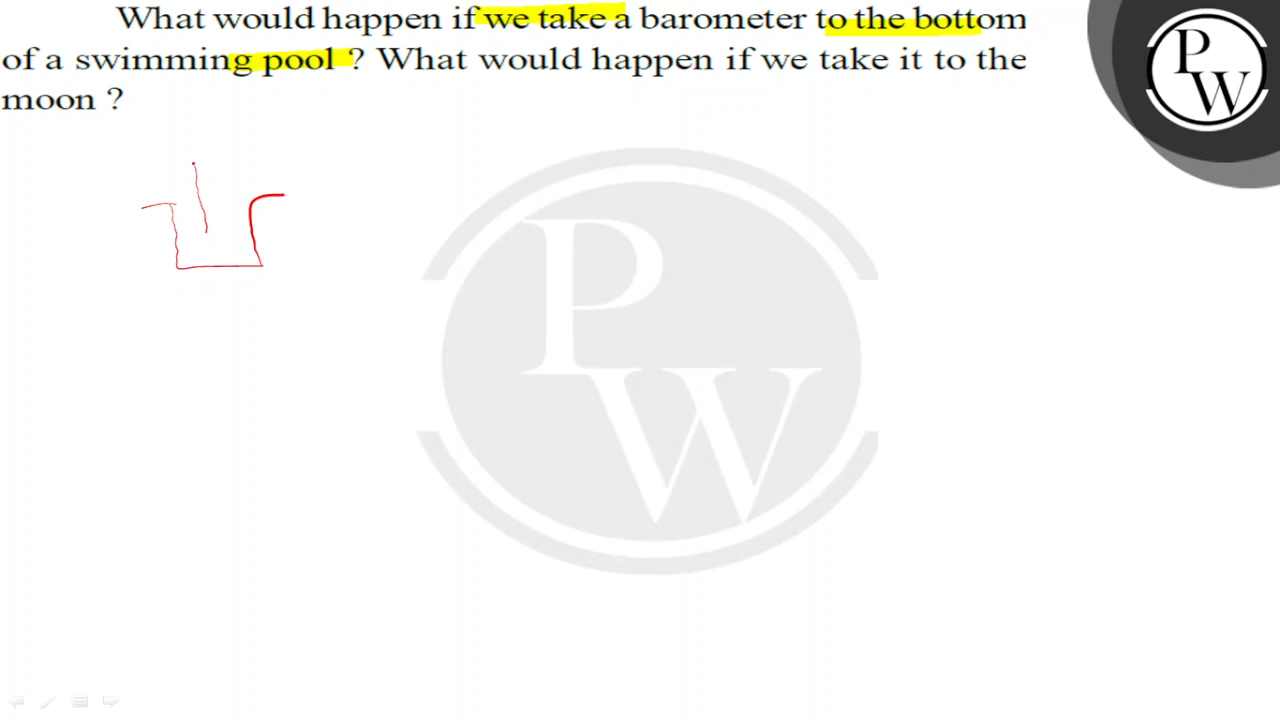 What would happen if we take a barometer to the bottom
of a swimming pool ? What would happen if we take it to the
moon ?
P
W
P
W